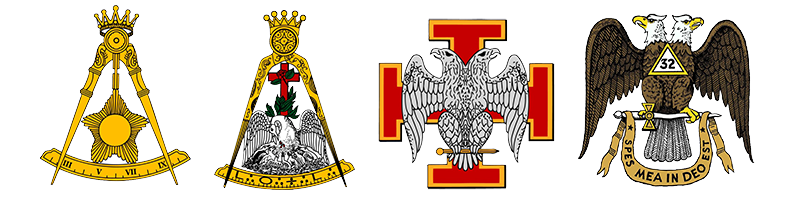 III V VII IX
32
SPES MEA IN DEO EST